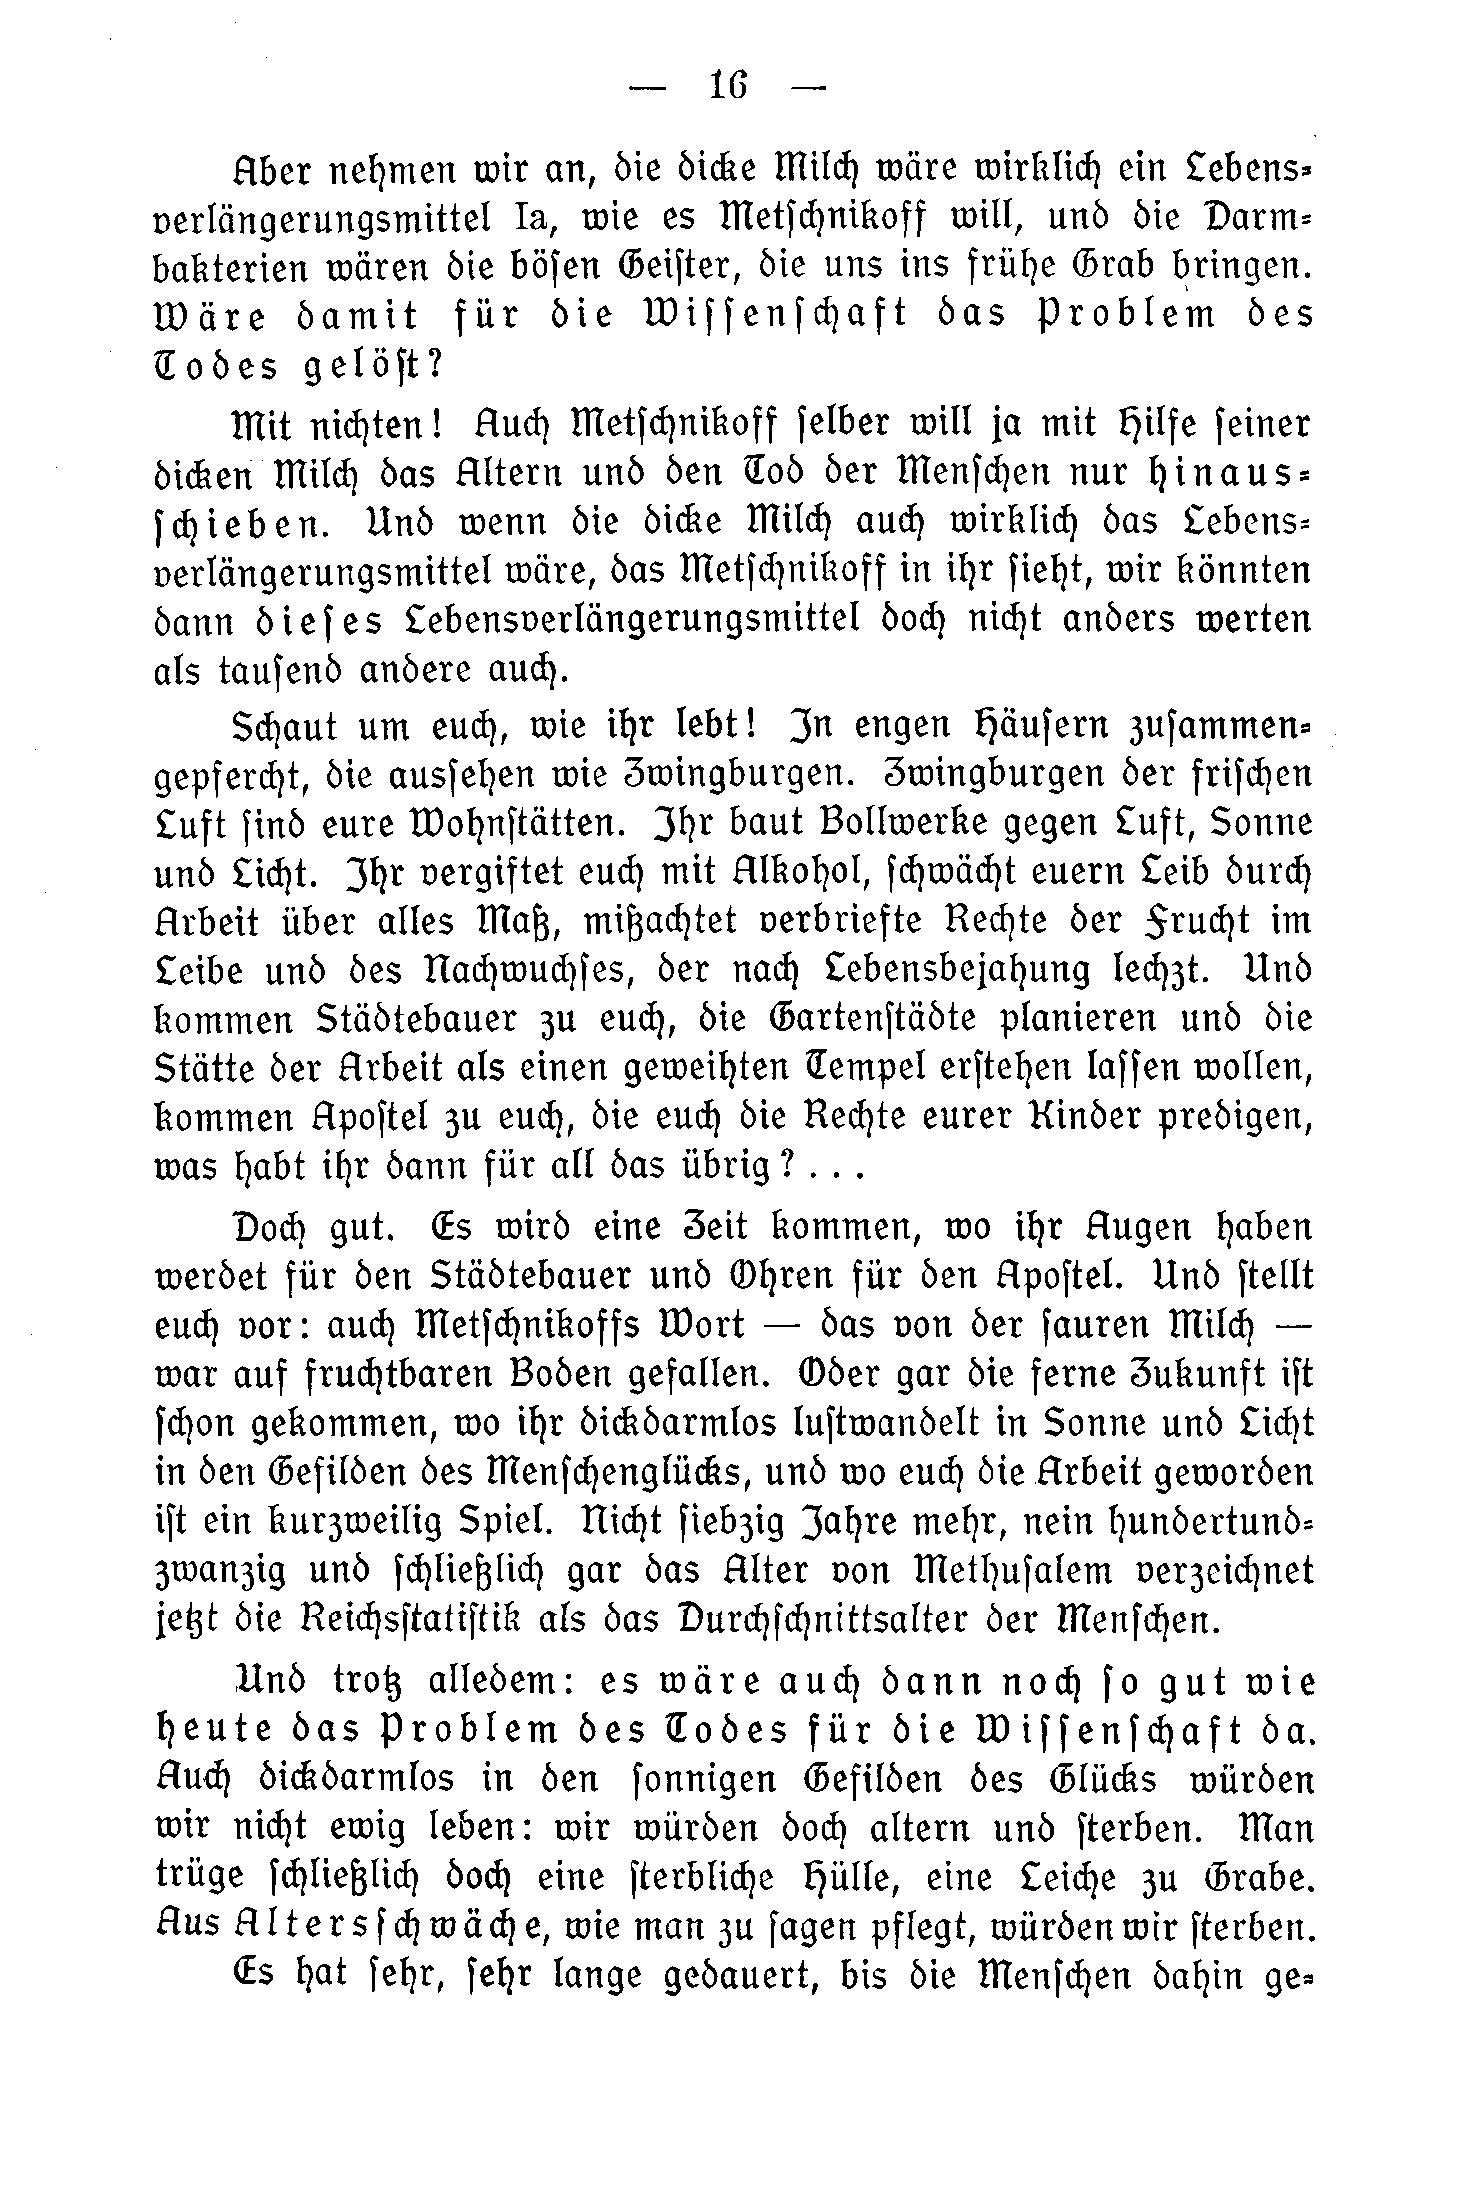 — 16 —
Aber nehmen wir an, die dicke Milch wäre wirklich ein Lebens-
verlängerungsmittel Ia, wie es Metſchnikoff will, und die Darm-
bakterien wären die böſen Geiſter, die uns ins frühe Grab bringen.
Wäre damit für die Wiſſenſchaft das Problem des
Todes gelöſt?
Mit nichten! Auch Metſchnikoff ſelber will ja mit Hilfe ſeiner
dicken Milch das Altern und den Tod der Menſchen nur hinaus-
ſchieben. Und wenn die dicke Milch auch wirklich das Lebens-
verlängerungsmittel wäre, das Metſchnikoff in ihr ſieht, wir könnten
dann dieſes Lebensverlängerungsmittel doch nicht anders werten
als tauſend andere auch.
Schaut um euch, wie ihr lebt! In engen Häuſern zuſammen-
gepfercht, die ausſehen wie Zwingburgen. Zwingburgen der friſchen
Luft ſind eure Wohnſtätten. Ihr baut Bollwerke gegen Luft, Sonne
und Licht. Ihr vergiftet euch mit Alkohol, ſchwächt euern Leib durch
Arbeit über alles Maß, mißachtet verbriefte Rechte der Frucht im
Leibe und des Nachwuchſes, der nach Lebensbejahung lechzt. Und
kommen Städtebauer zu euch, die Gartenſtädte planieren und die
Stätte der Arbeit als einen geweihten Tempel erſtehen laſſen wollen,
kommen Apoſtel zu euch, die euch die Rechte eurer Kinder predigen,
was habt ihr dann für all das übrig? . . .
Doch gut. Es wird eine Zeit kommen, wo ihr Augen haben
werdet für den Städtebauer und Ohren für den Apoſtel. Und ſtellt
euch vor: auch Metſchnikoffs Wort — das von der ſauren Milch —
war auf fruchtbaren Boden gefallen. Oder gar die ferne Zukunft iſt
ſchon gekommen, wo ihr dickdarmlos luſtwandelt in Sonne und Licht
in den Gefilden des Menſchenglücks, und wo euch die Arbeit geworden
iſt ein kurzweilig Spiel. Nicht ſiebzig Jahre mehr, nein hundertund-
zwanzig und ſchließlich gar das Alter von Methuſalem verzeichnet
jetzt die Reichsſtatiſtik als das Durchſchnittsalter der Menſchen.
Und trotz alledem: es wäre auch dann noch ſo gut wie
heute das Problem des Todes für die Wiſſenſchaft da.
Auch dickdarmlos in den ſonnigen Gefilden des Glücks würden
wir nicht ewig leben: wir würden doch altern und ſterben. Man
trüge ſchließlich doch eine ſterbliche Hülle, eine Leiche zu Grabe.
Aus Altersſchwäche, wie man zu ſagen pflegt, würden wir ſterben.
Es hat ſehr, ſehr lange gedauert, bis die Menſchen dahin ge-